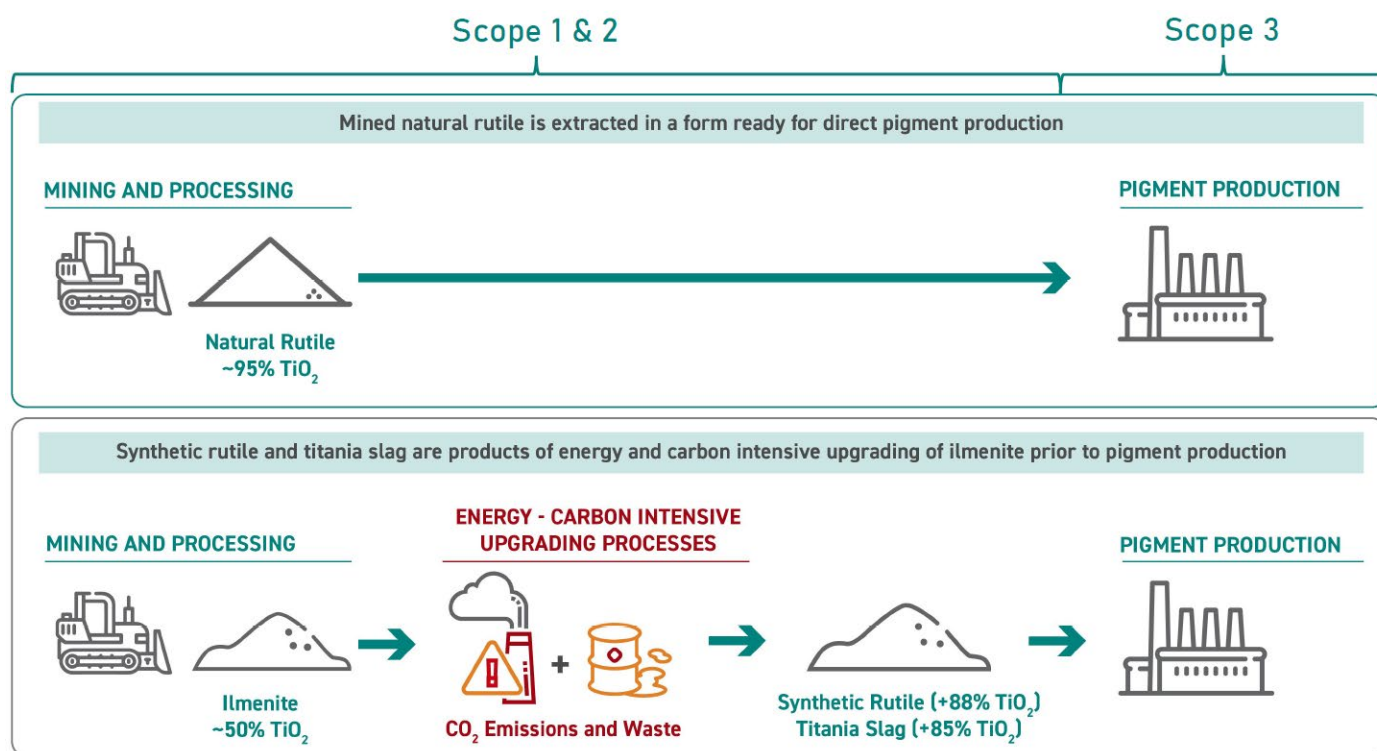 Scope 1 & 2
Scope 3
Mined natural rutile is extracted in a form ready for direct pigment production
MINING AND PROCESSING
PIGMENT PRODUCTION
Natural Rutile
~95% TiO₂
Synthetic rutile and titania slag are products of energy and carbon intensive upgrading of ilmenite prior to pigment production
MINING AND PROCESSING
ENERGY - CARBON INTENSIVE
UPGRADING PROCESSES
PIGMENT PRODUCTION
!
+
Ilmenite
~50% TiO₂
CO₂ Emissions and Waste
Synthetic Rutile (+88% TiO₂)
Titania Slag (+85% TiO₂)